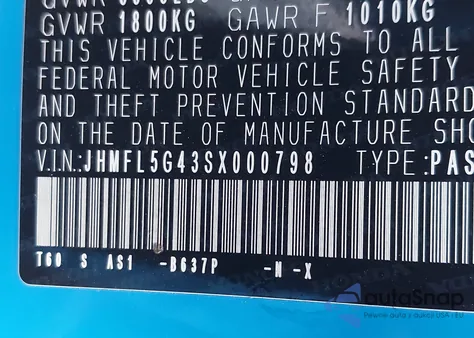 GVWR 1800KG GAWR F 1010KG
THIS VEHICLE CONFORMS TO ALL
FEDERAL MOTOR VEHICLE SAFETY
AND THEFT PREVENTION STANDARD
ON THE DATE OF MANUFACTURE SHO
V.I.N.: JHMFL5G43SX000798 TYPE: PAS
T60 S AS1 -B637P -N -X
autoSnap